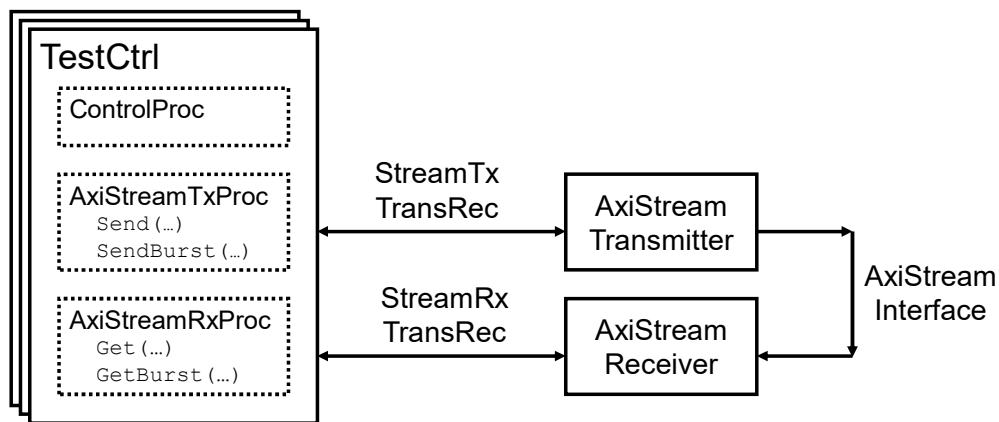 TestCtrl
ControlProc
AxiStreamTxProc
Send(…)
SendBurst(…)
AxiStreamRxProc
Get(…)
GetBurst(…)
StreamTx
TransRec
StreamRx
TransRec
AxiStream
Transmitter
AxiStream
Receiver
AxiStream
Interface